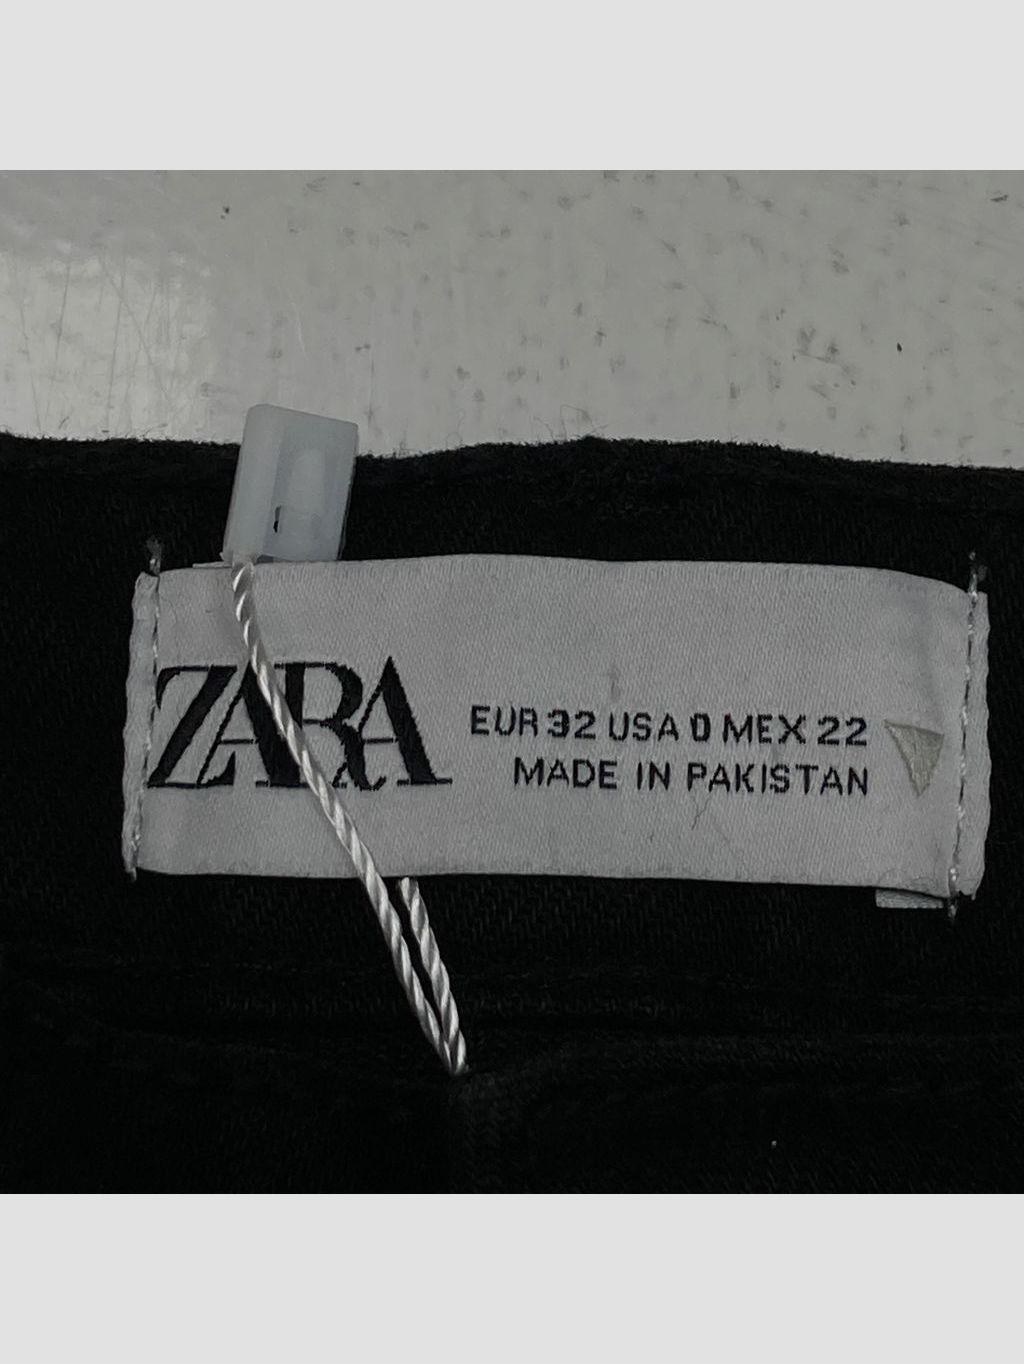 ZARA
EUR 32 USA 0 MEX 22
MADE IN PAKISTAN